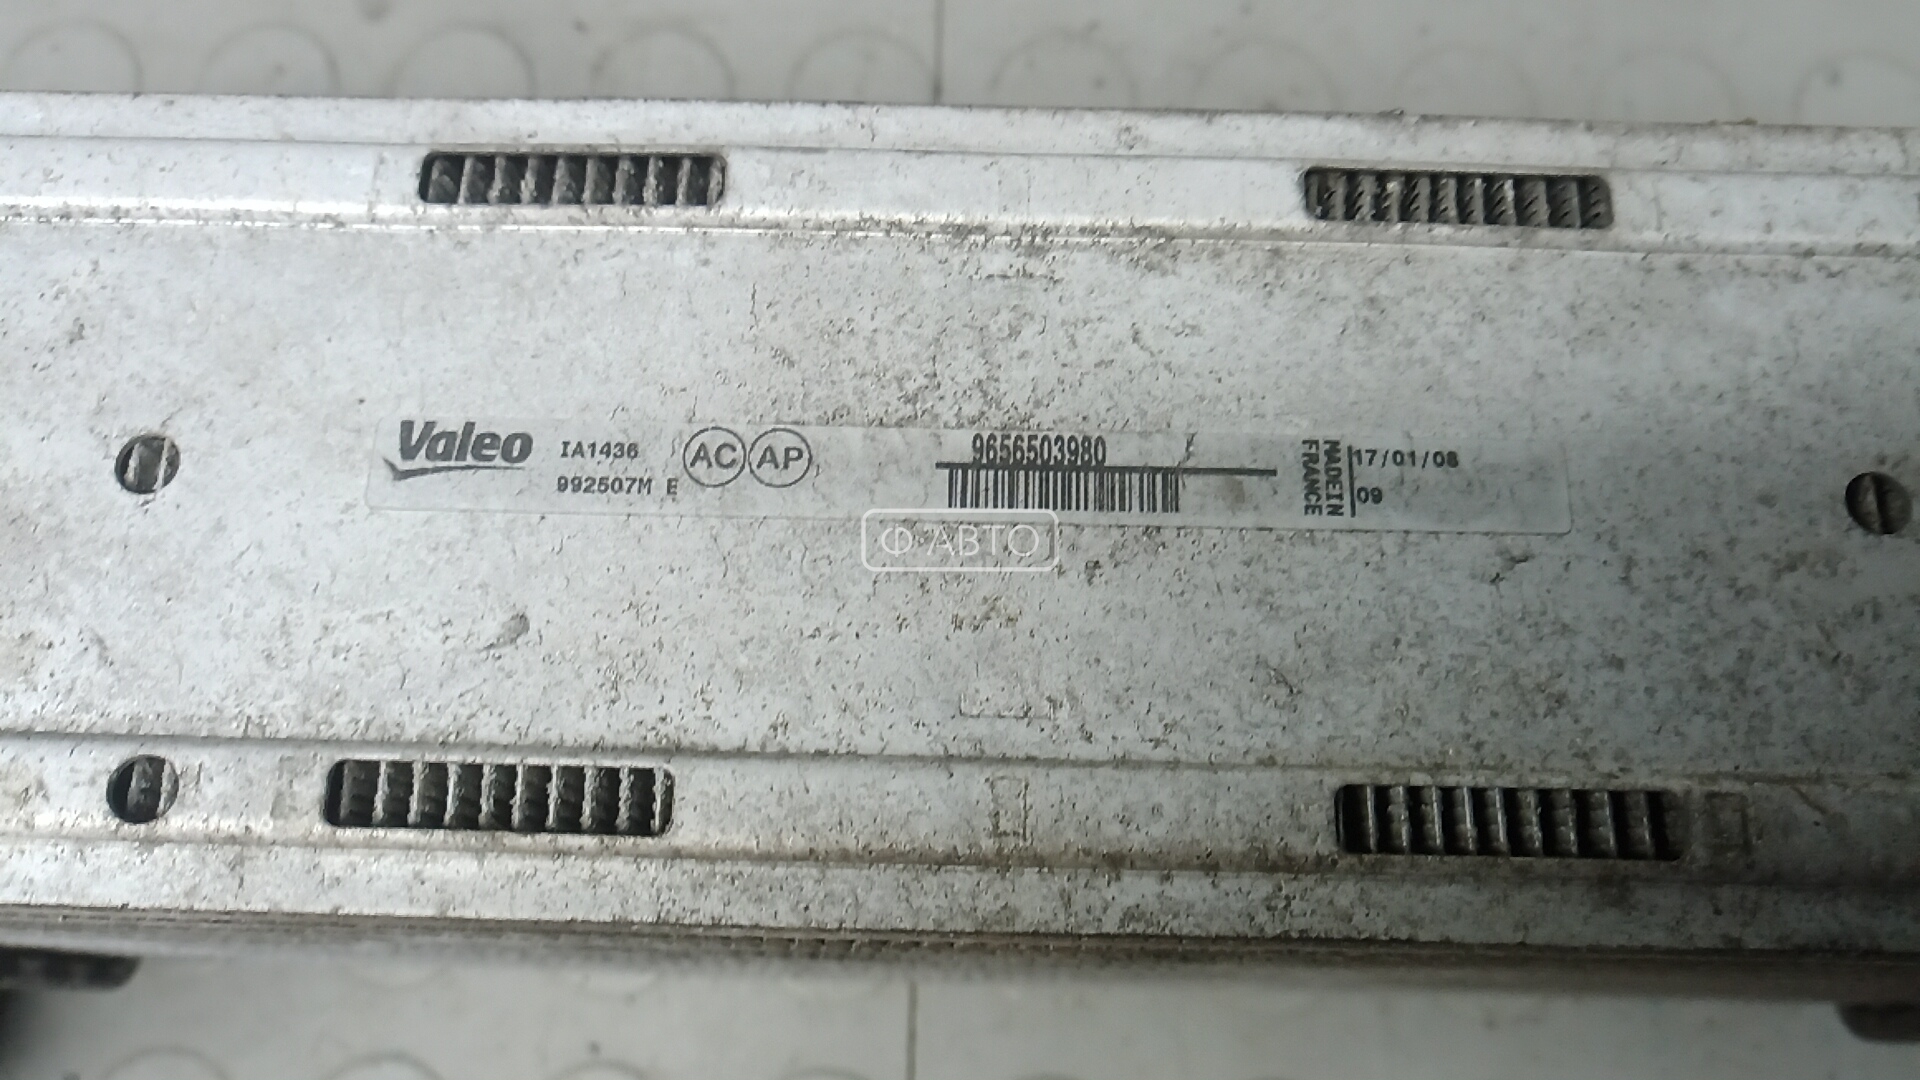 Valeo IA1436 AC AP 9656503980 MADE IN FRANCE 17/01/08
992507M E 09
Ф АВТО